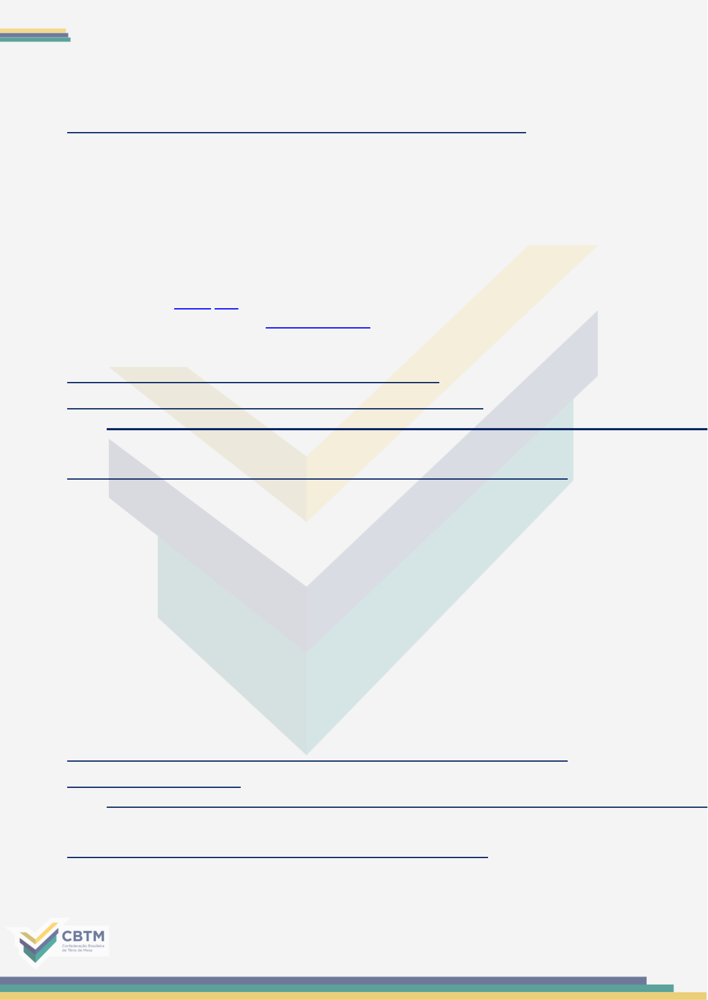 CBTM
Confederação Brasileira
de Tênis de Mesa